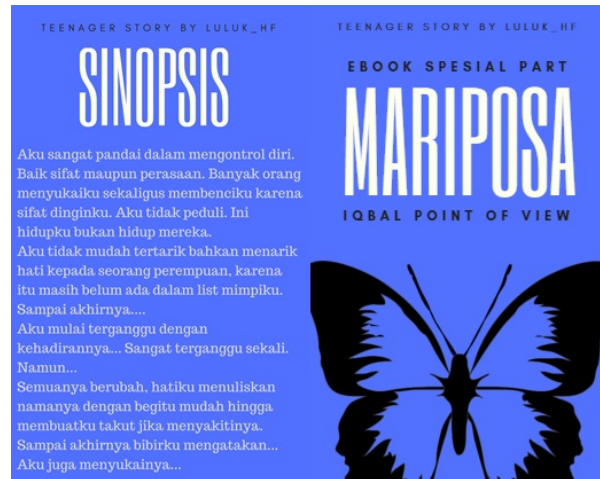 TEENAGER STORY BY LULUK_HF
SINOPSIS
Aku sangat pandai dalam mengontrol diri.
Baik sifat maupun perasaan. Banyak orang
menyukaiku sekaligus membenciku karena
sifat dinginku. Aku tidak peduli. Ini
hidupku bukan hidup mereka.
Aku tidak mudah tertarik bahkan menarik
hati kepada seorang perempuan, karena
itu masih belum ada dalam list mimpiku.
Sampai akhirnya....
Aku mulai terganggu dengan
kehadirannya... Sangat terganggu sekali.
Namun...
Semuanya berubah, hatiku menuliskan
namanya dengan begitu mudah hingga
membuatku takut jika menyakitinya.
Sampai akhirnya bibirku mengatakan...
Aku juga menyukainya...
TEENAGER STORY BY LULUK_HF
EBOOK SPESIAL PART
MARIPOSA
IQBAL POINT OF VIEW